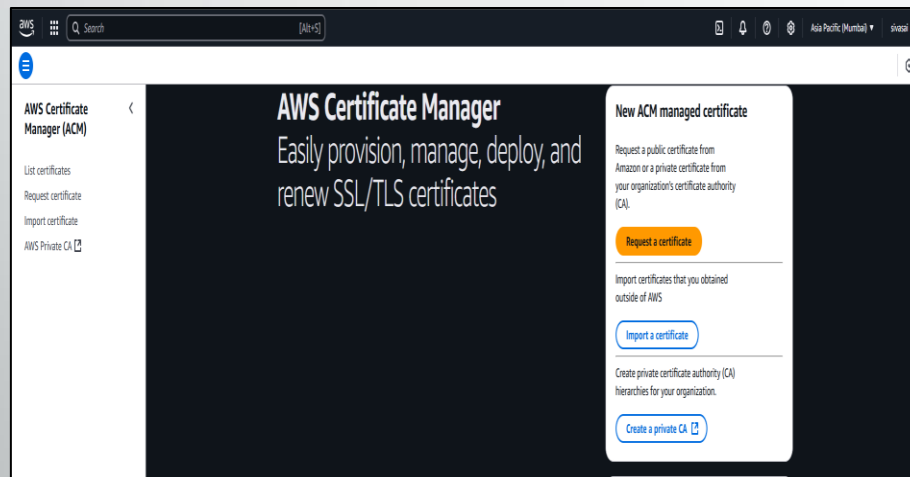 aws
Search
[Alt+S]
Asia Pacific (Mumbai)
sivasai
AWS Certificate
Manager (ACM)
List certificates
Request certificate
Import certificate
AWS Private CA
AWS Certificate Manager
Easily provision, manage, deploy, and
renew SSL/TLS certificates
New ACM managed certificate
Request a public certificate from
Amazon or a private certificate from
your organization's certificate authority
(CA).
Request a certificate
Import certificates that you obtained
outside of AWS
Import a certificate
Create private certificate authority (CA)
hierarchies for your organization.
Create a private CA